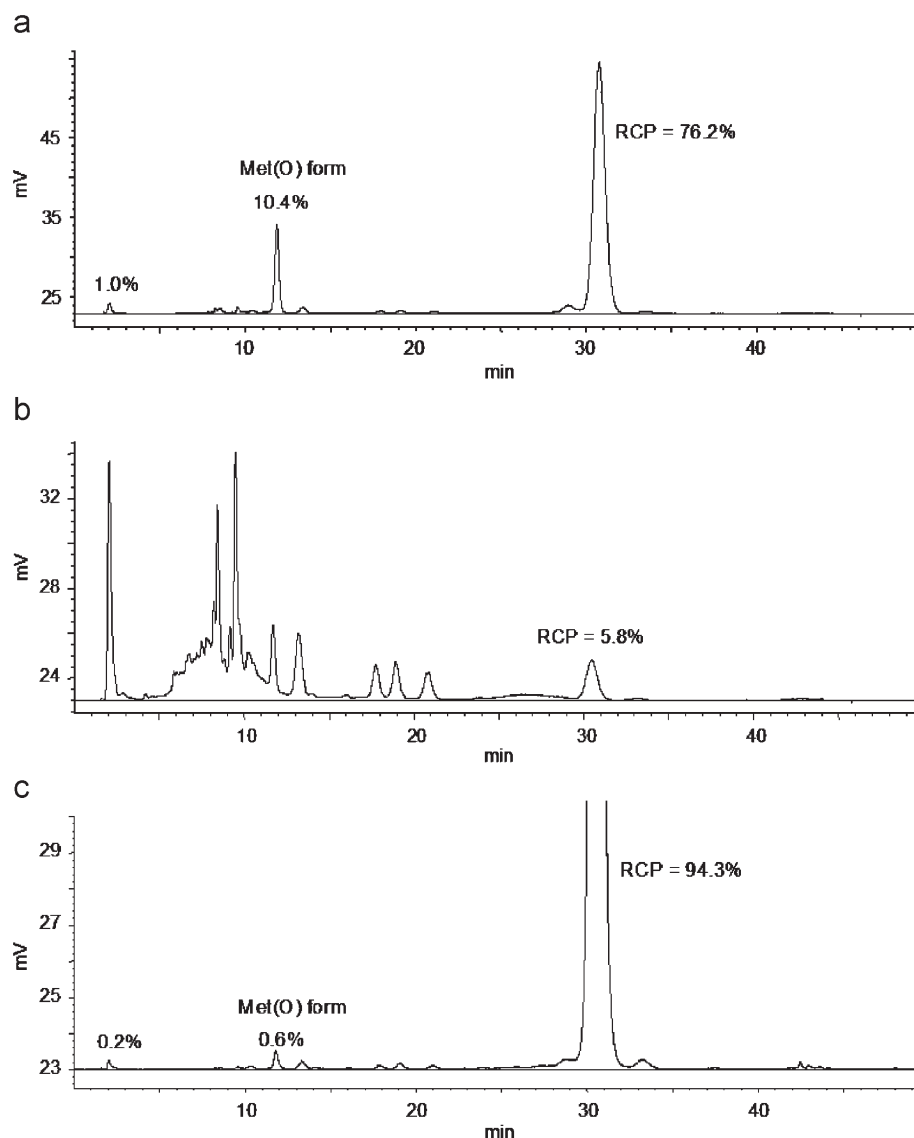 a
45
35
25
mV
RCP = 76.2%
Met(O) form
10.4%
1.0%
10
20
30
40
min
b
32
28
24
mV
RCP = 5.8%
10
20
30
40
min
c
29
27
25
23
mV
RCP = 94.3%
Met(O) form
0.6%
0.2%
10
20
30
40
min